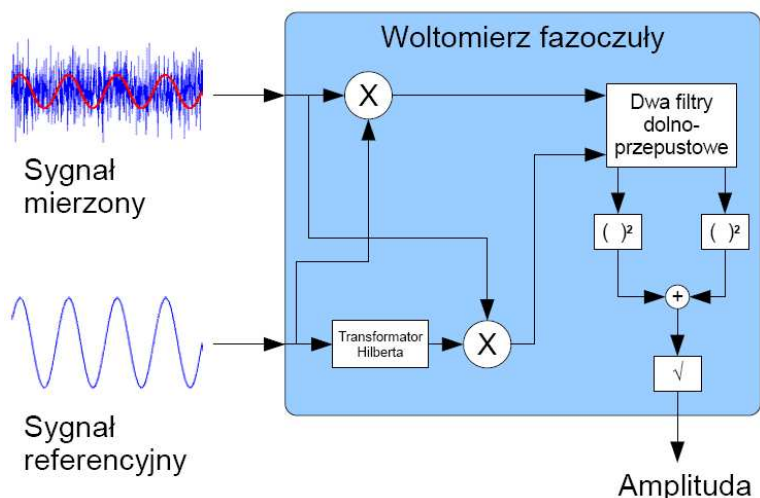 Woltomierz fazoczuły
X
Dwa filtry
dolno-
przepustowe
Sygnał
mierzony
( )²
( )²
+
Transformator
Hilberta
X
√
Sygnał
referencyjny
Amplituda